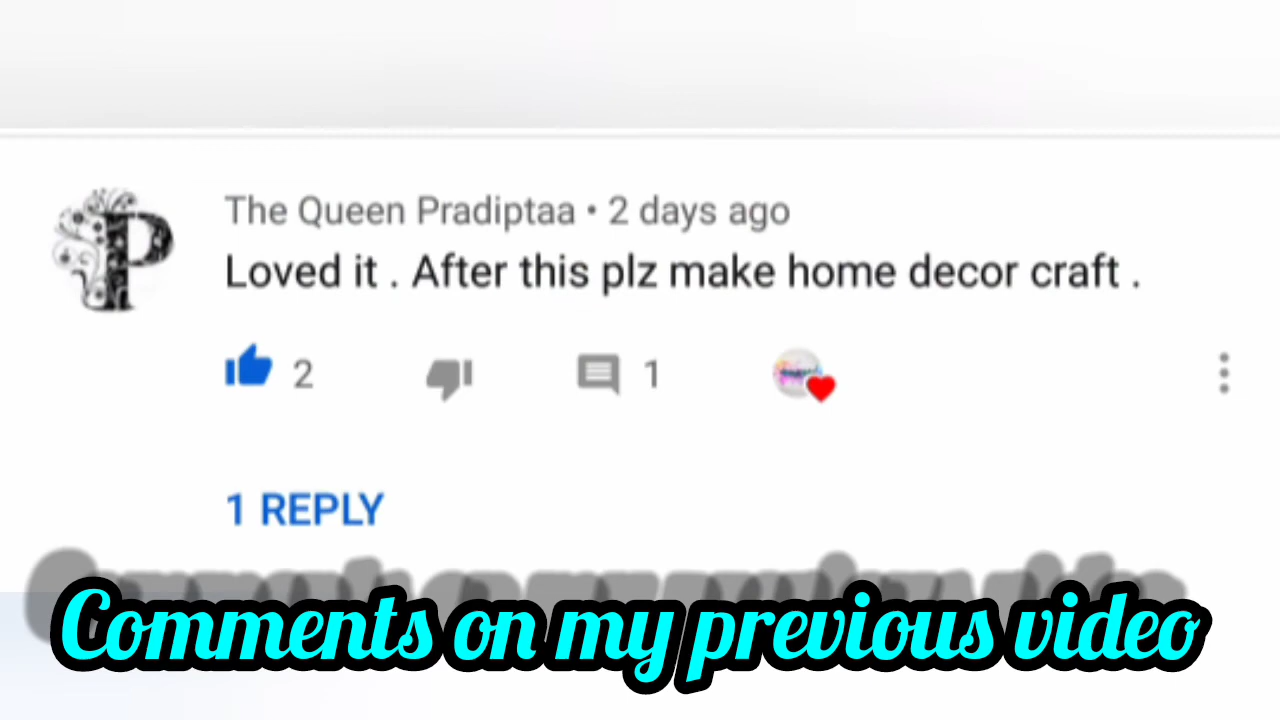 The Queen Pradiptaa • 2 days ago
Loved it . After this plz make home decor craft .
2
1
1 REPLY
Comments on my previous video